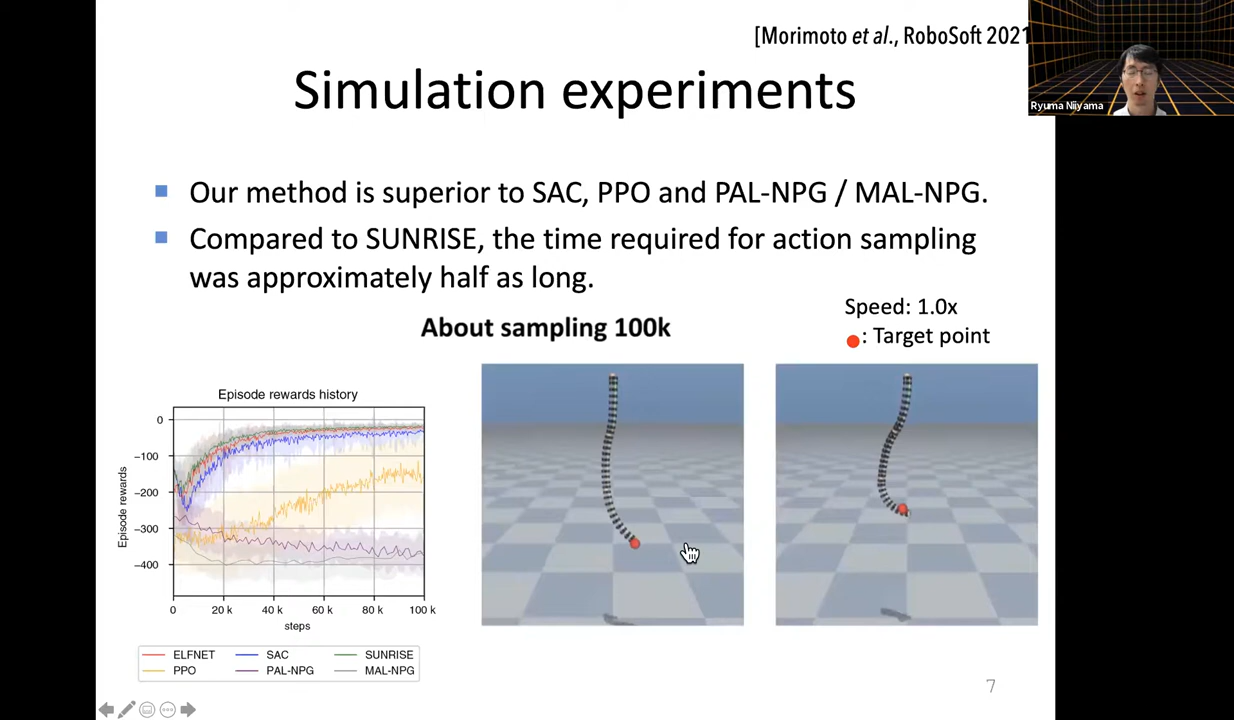 [Morimoto et al., RoboSoft 2021
Ryuma Niiyama
Simulation experiments
Our method is superior to SAC, PPO and PAL-NPG / MAL-NPG.
Compared to SUNRISE, the time required for action sampling
was approximately half as long.
About sampling 100k
Speed: 1.0x
: Target point
Episode rewards history
Episode rewards
0
-100
-200
-300
-400
0 20 k 40 k 60 k 80 k 100 k
steps
ELFNET SAC SUNRISE
PPO PAL-NPG MAL-NPG
7